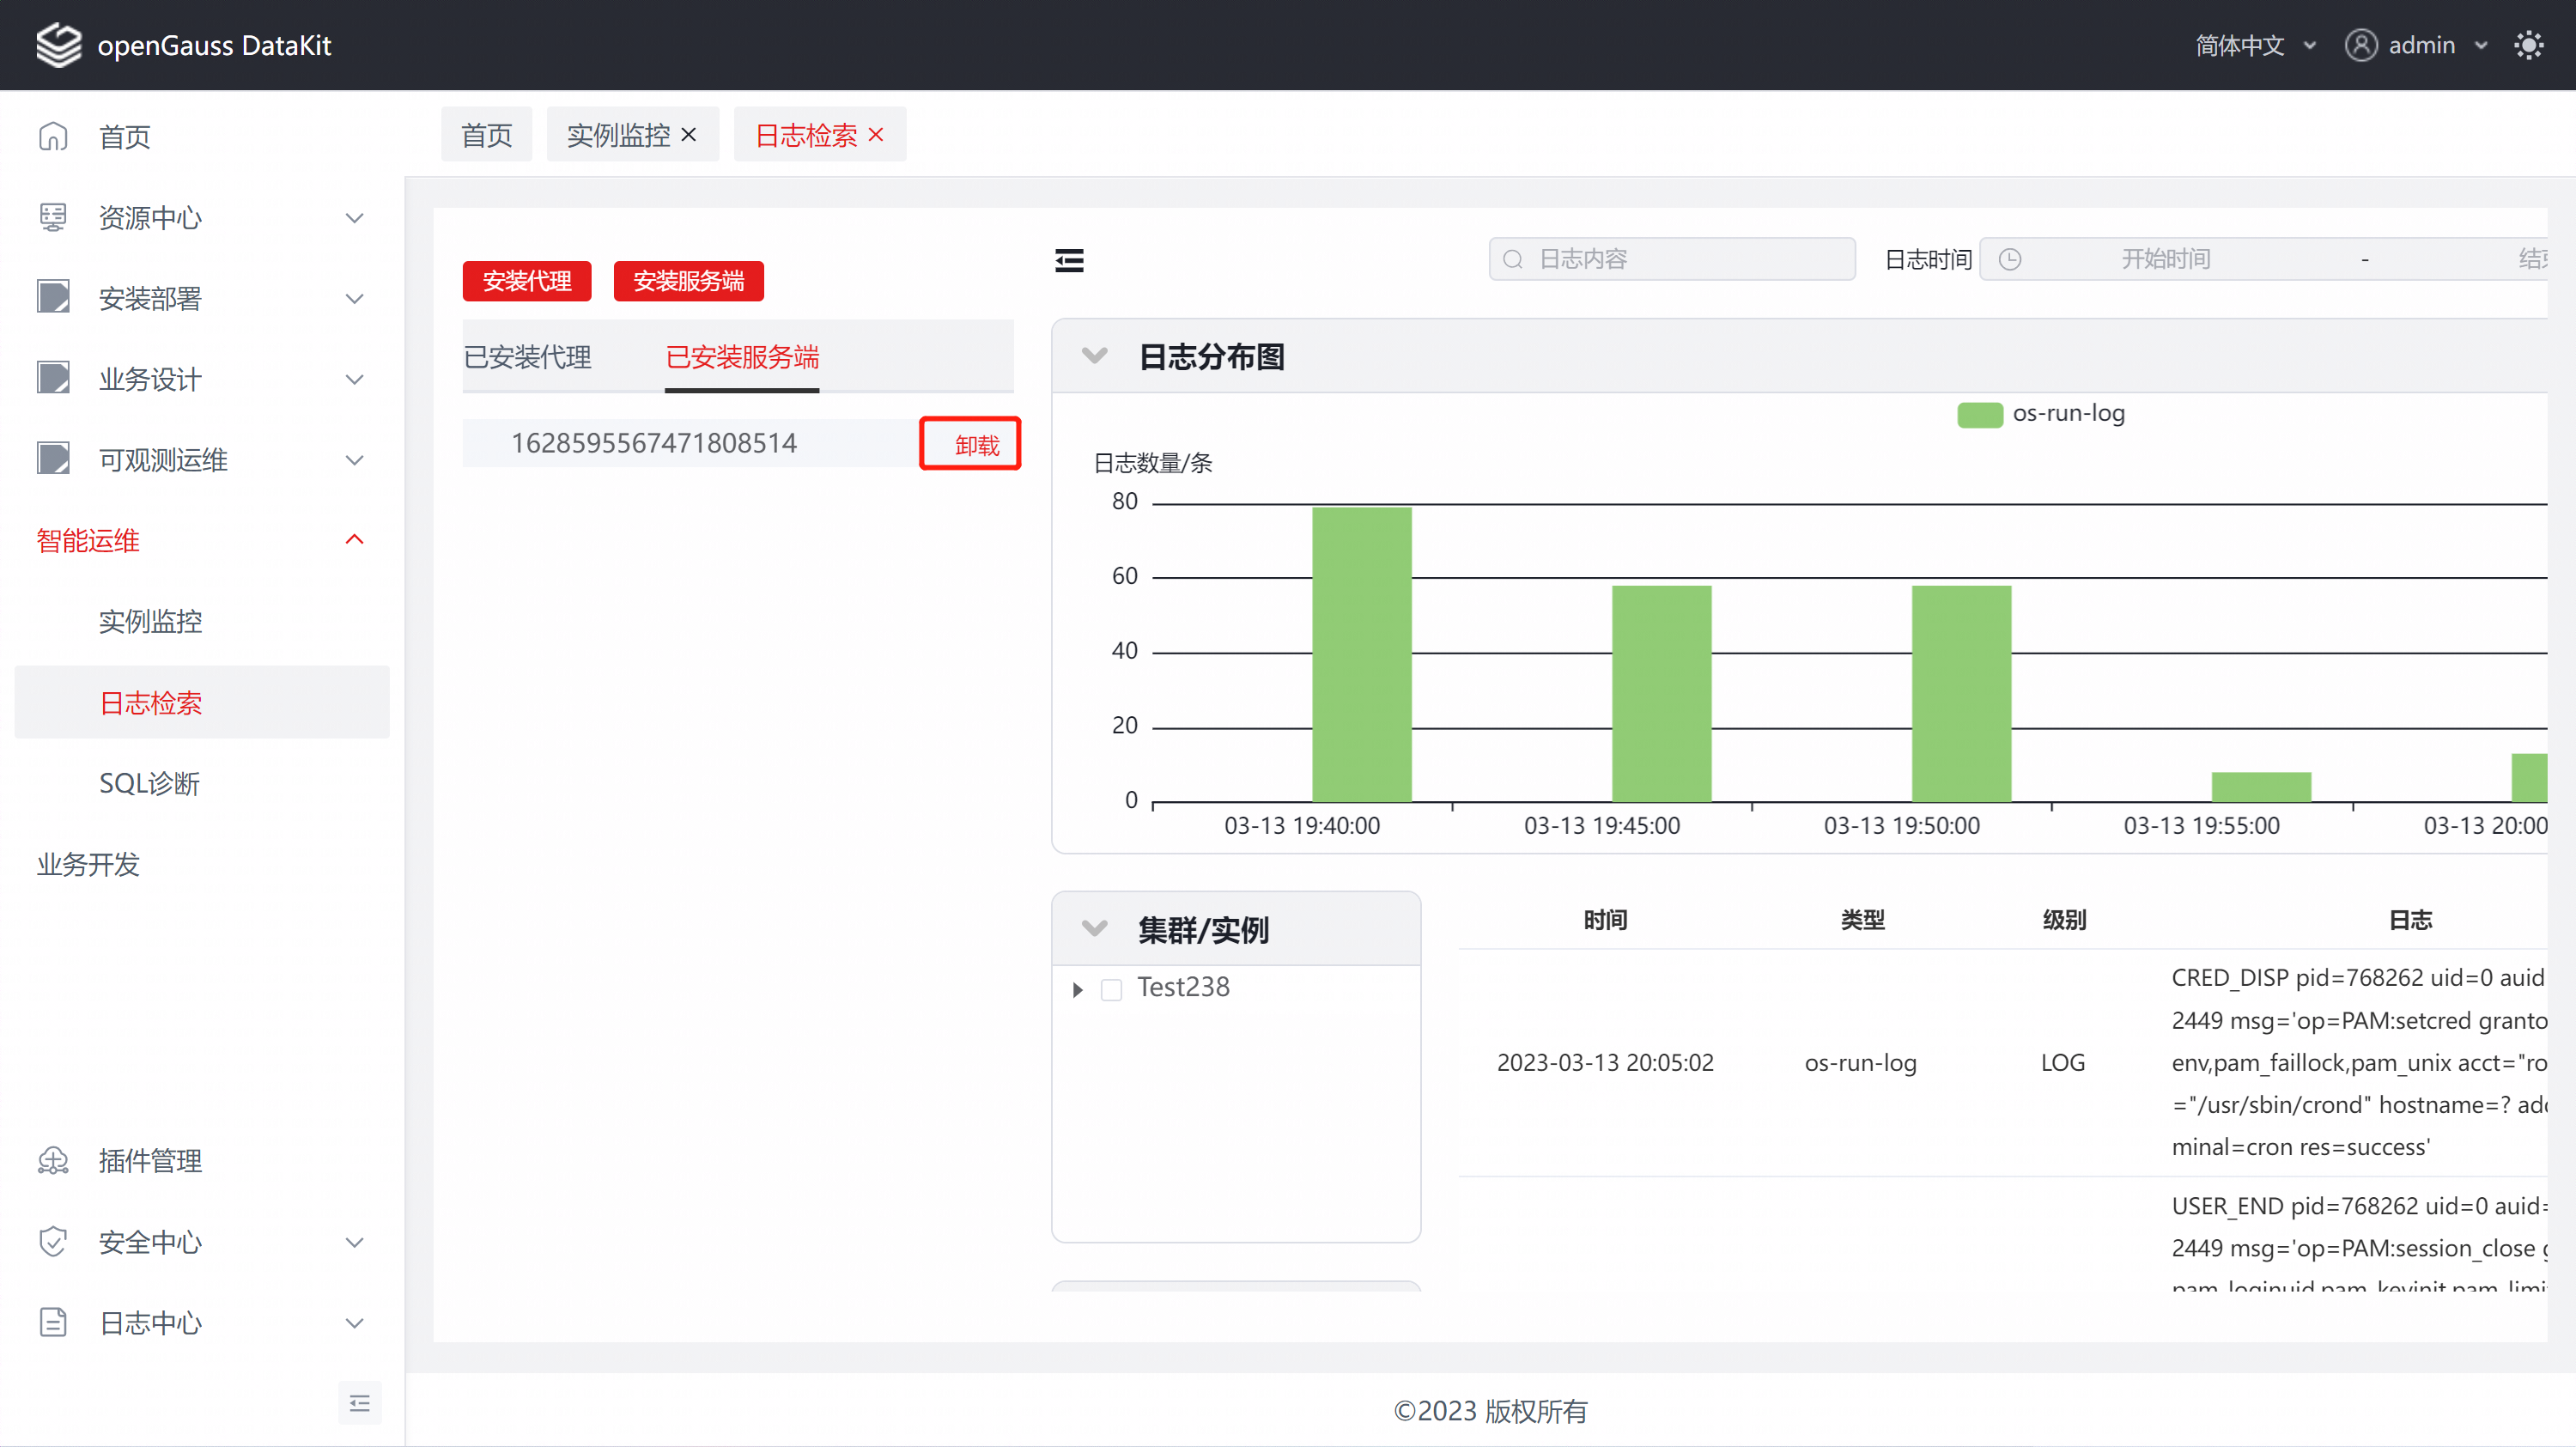 openGauss DataKit
简体中文
admin
首页
资源中心
安装部署
业务设计
可观测运维
智能运维
实例监控
日志检索
SQL诊断
业务开发
插件管理
安全中心
日志中心
首页
实例监控
日志检索
安装代理
安装服务端
已安装代理
已安装服务端
1628595567471808514
卸载
日志内容
日志时间
开始时间
-
日志分布图
os-run-log
日志数量/条
80
60
40
20
0
03-13 19:40:00
03-13 19:45:00
03-13 19:50:00
03-13 19:55:00
03-13 20:00
集群/实例
Test238
时间
类型
级别
日志
2023-03-13 20:05:02
os-run-log
LOG
CRED_DISP pid=768262 uid=0 auid
2449 msg='op=PAM:setcred granto
env,pam_faillock,pam_unix acct="ro
="/usr/sbin/crond" hostname=?
minal=cron res=success'
USER_END pid=768262 uid=0 auid=
2449 msg='op=PAM:session_close
pam_loginuid,pam_keyinit,pam_limi
©2023 版权所有